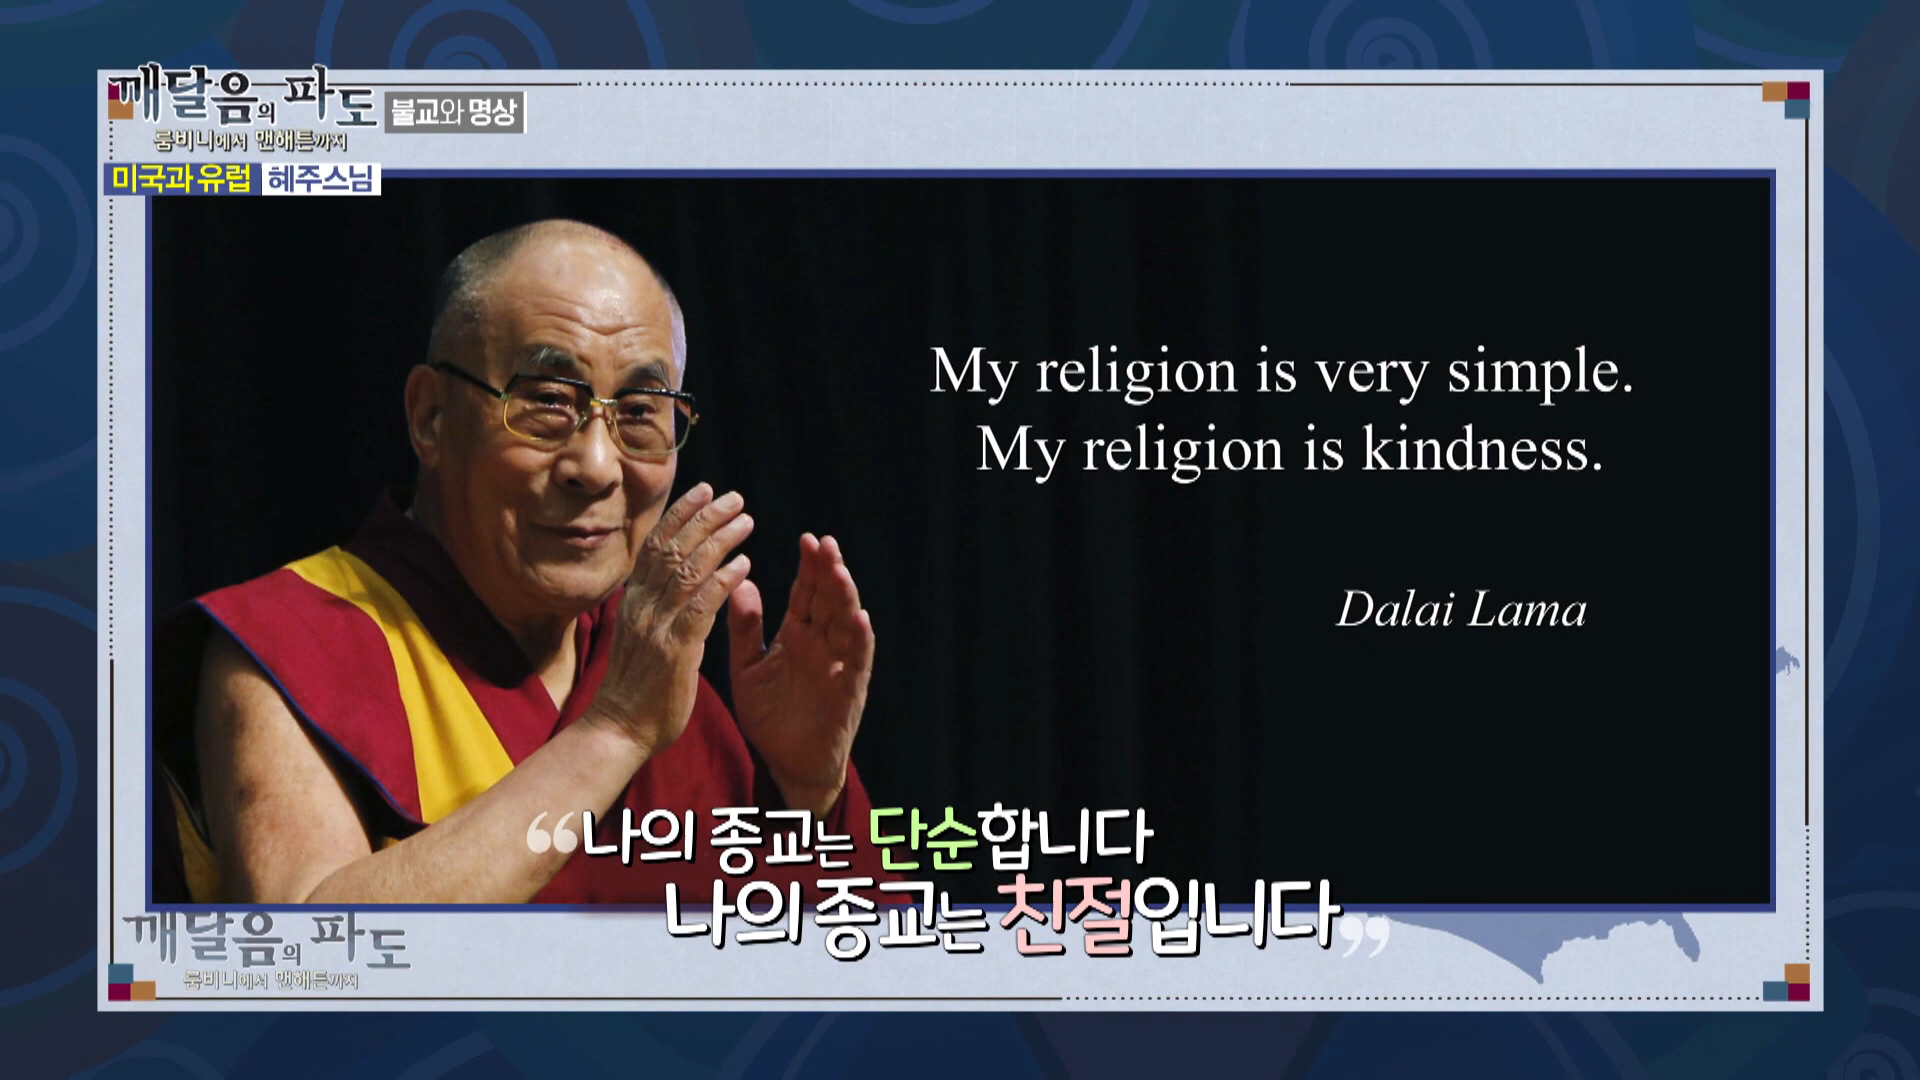 깨달음의 파도
룸비니에서 맨해튼까지
불교와 명상
미국과 유럽 혜주스님
My religion is very simple.
My religion is kindness.
Dalai Lama
“나의 종교는 단순합니다
나의 종교는 친절입니다”
깨달음의 파도
룸비니에서 맨해튼까지